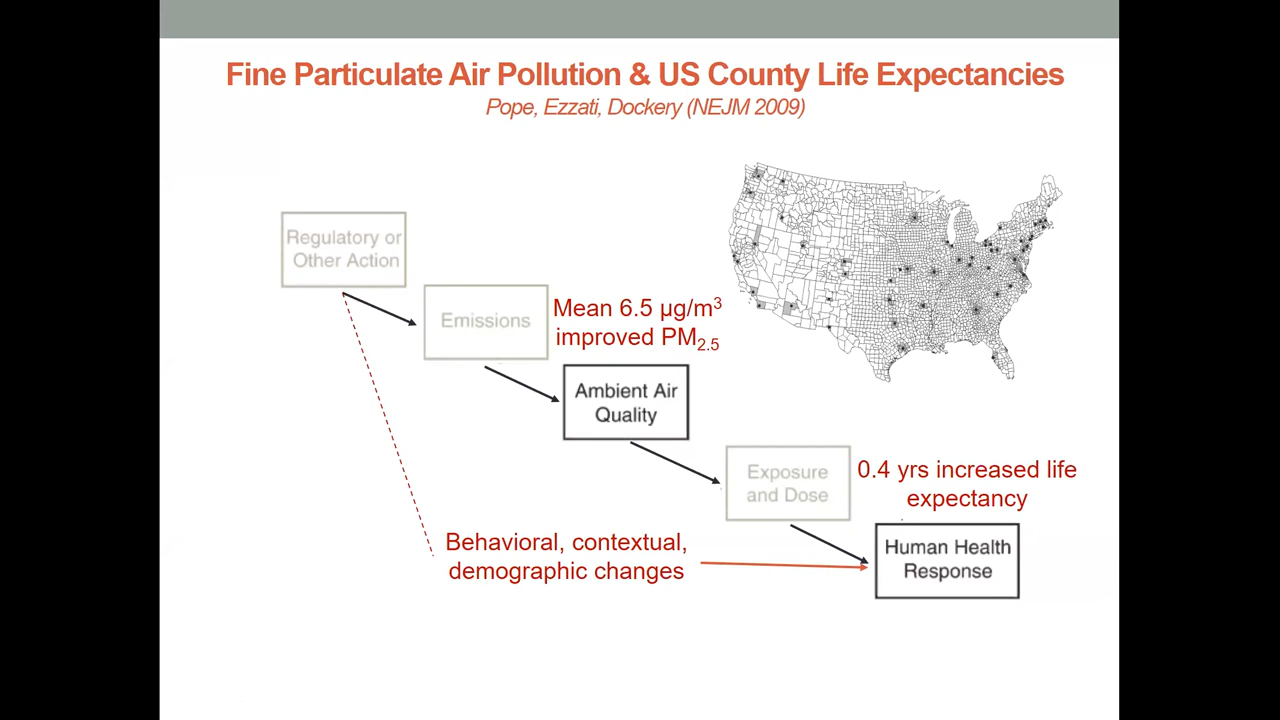 Fine Particulate Air Pollution & US County Life Expectancies
Pope, Ezzati, Dockery (NEJM 2009)
Regulatory or
Other Action
Emissions
Mean 6.5 µg/m³
improved PM₂.₅
Ambient Air
Quality
Exposure
and Dose
0.4 yrs increased life
expectancy
Behavioral, contextual,
demographic changes
Human Health
Response